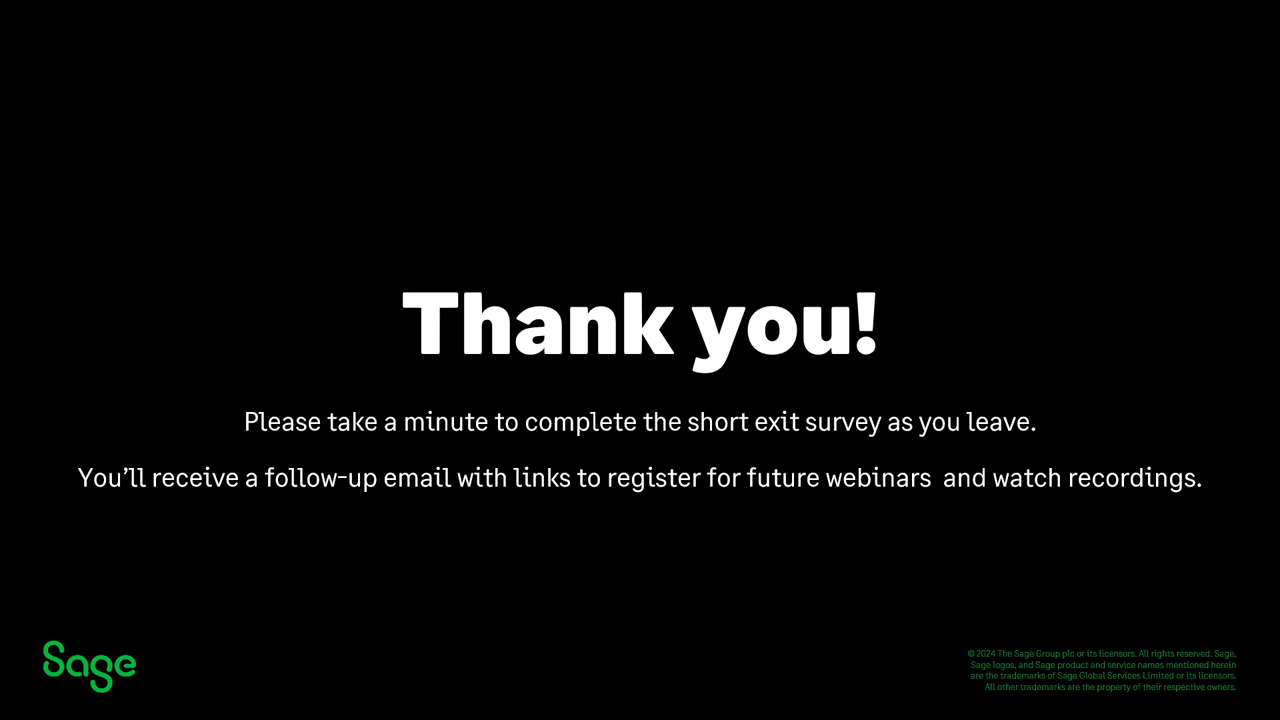 Thank you!
Please take a minute to complete the short exit survey as you leave.
You’ll receive a follow-up email with links to register for future webinars  and watch recordings.
Sage
© 2024 The Sage Group plc or its licensors. All rights reserved. Sage,
Sage logos, and Sage product and service names mentioned herein
are the trademarks of Sage Global Services Limited or its licensors.
All other trademarks are the property of their respective owners.